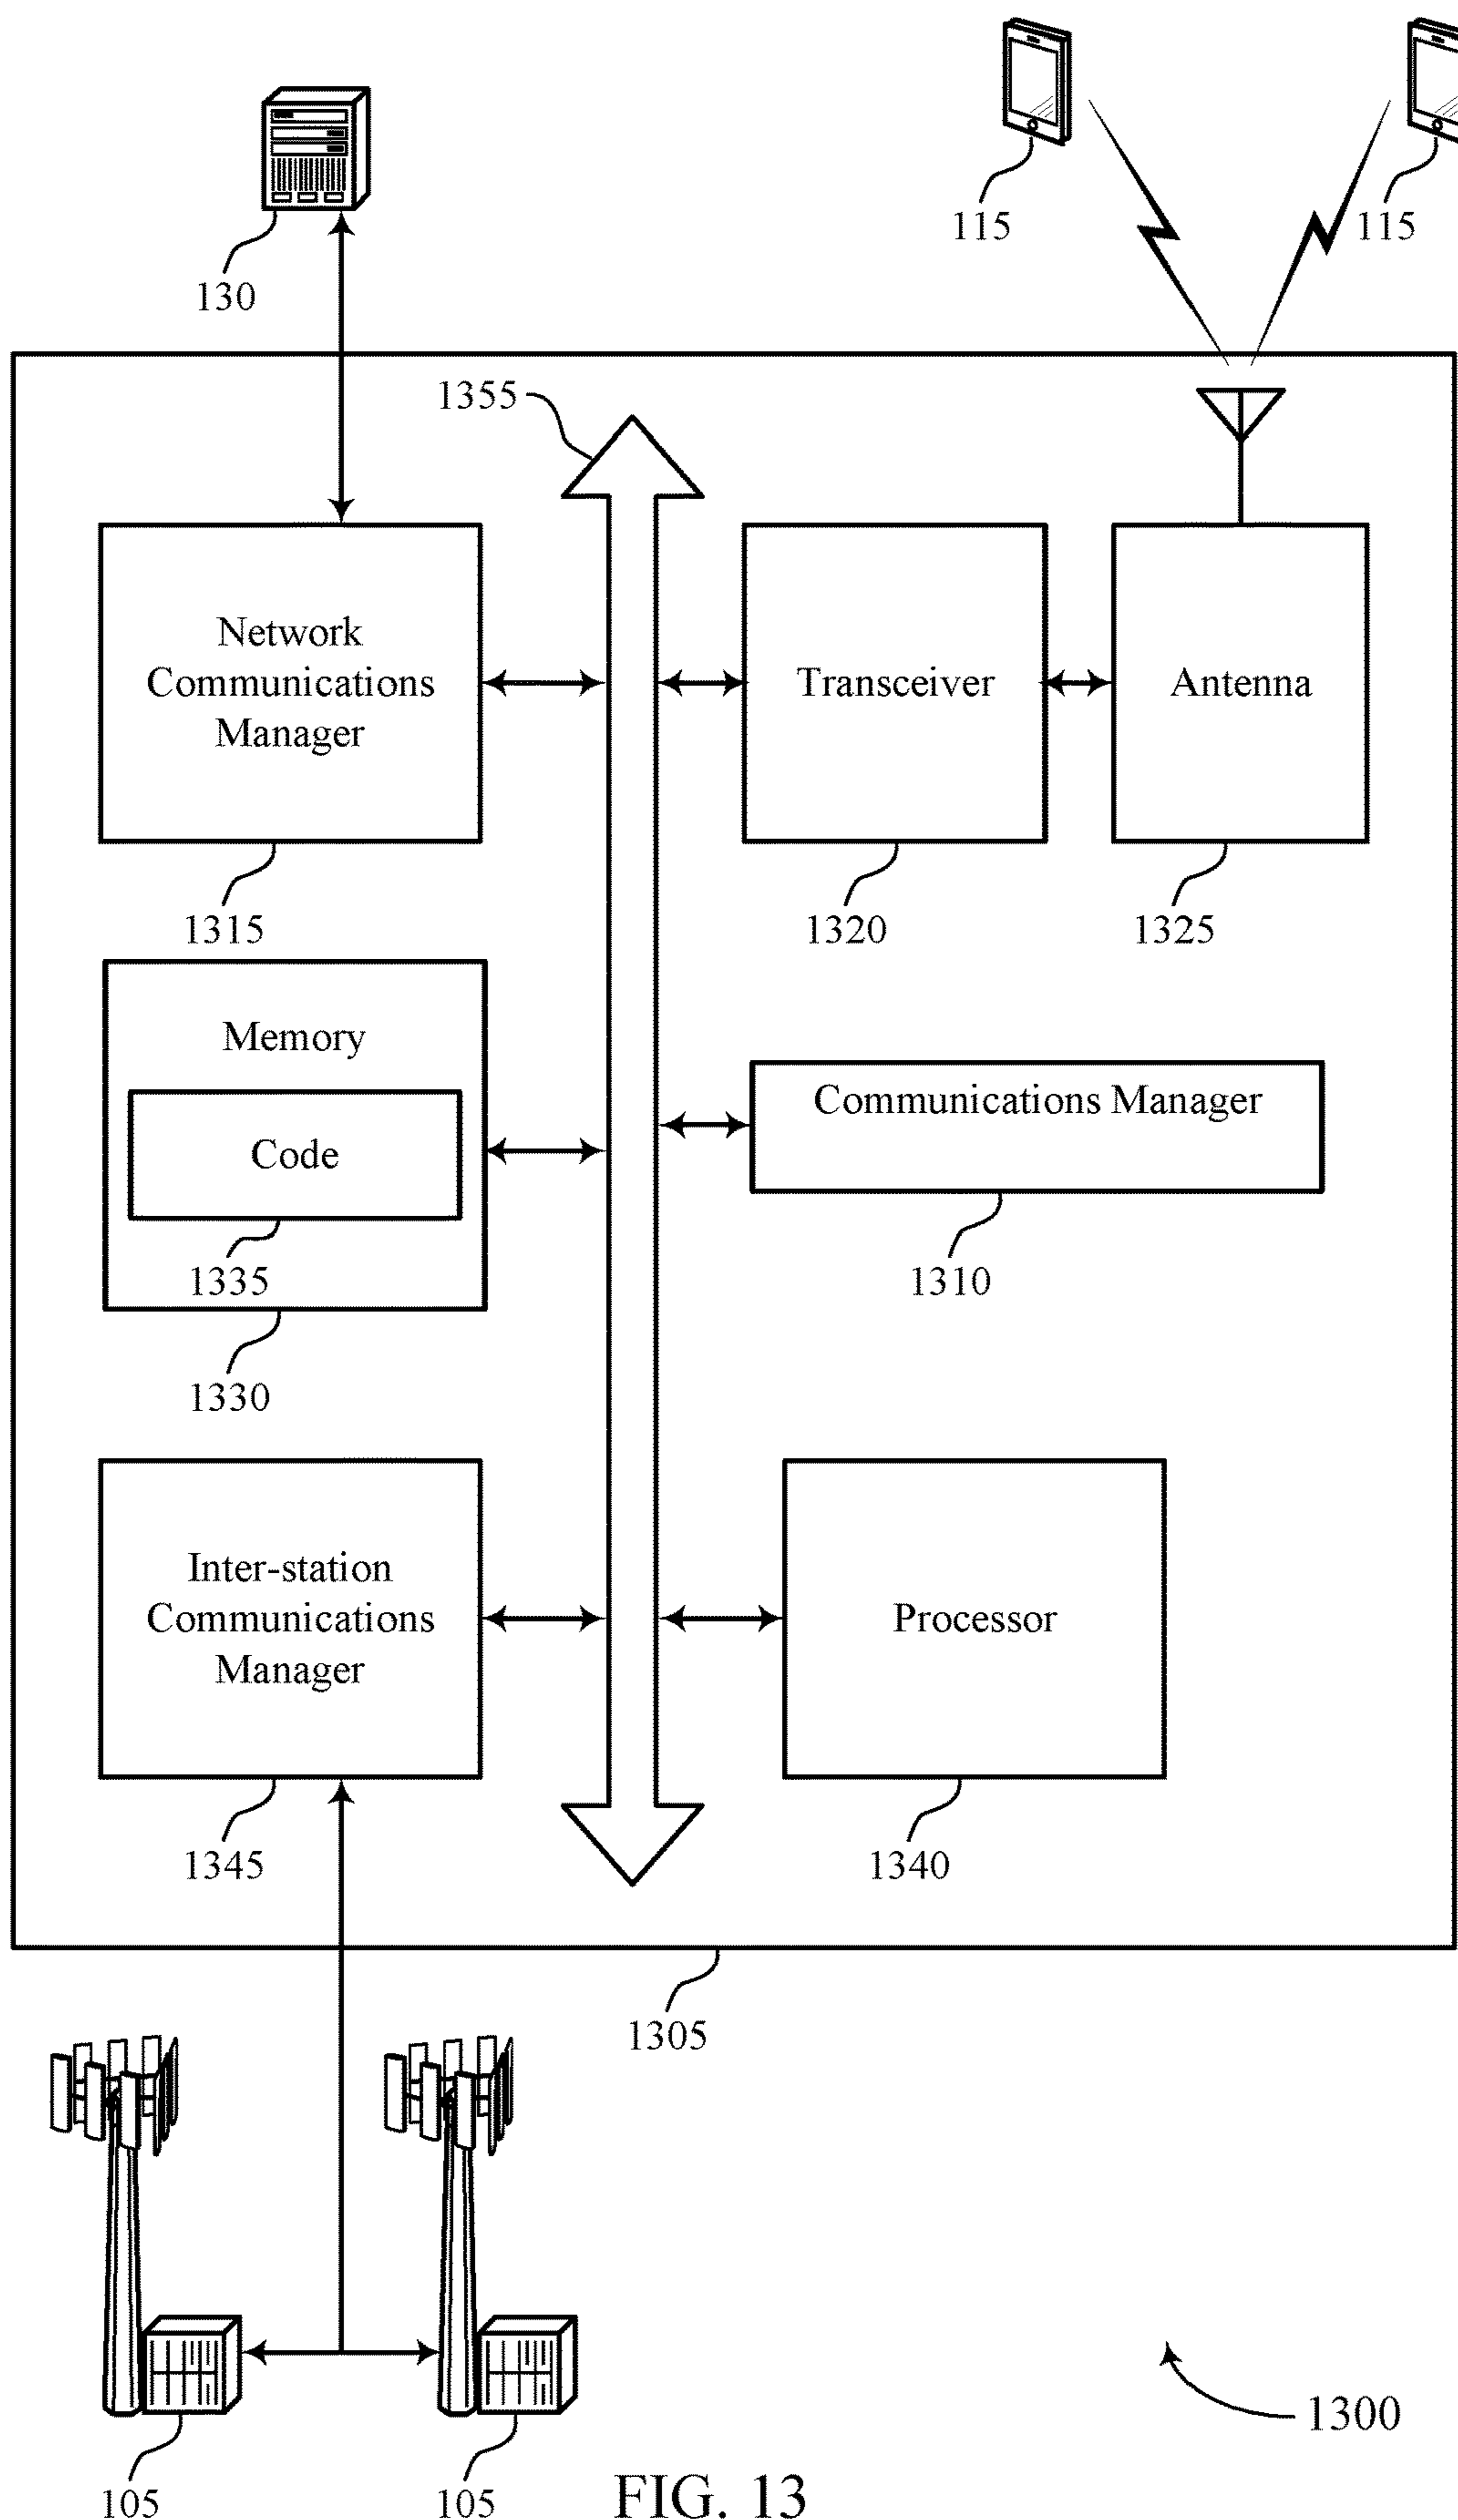 115
115
130
1355
Network
Communications
Manager
Transceiver
Antenna
1315
1320
1325
Memory
Communications Manager
Code
1335
1310
1330
Inter-station
Communications
Manager
Processor
1345
1340
1305
1300
105
105
FIG. 13